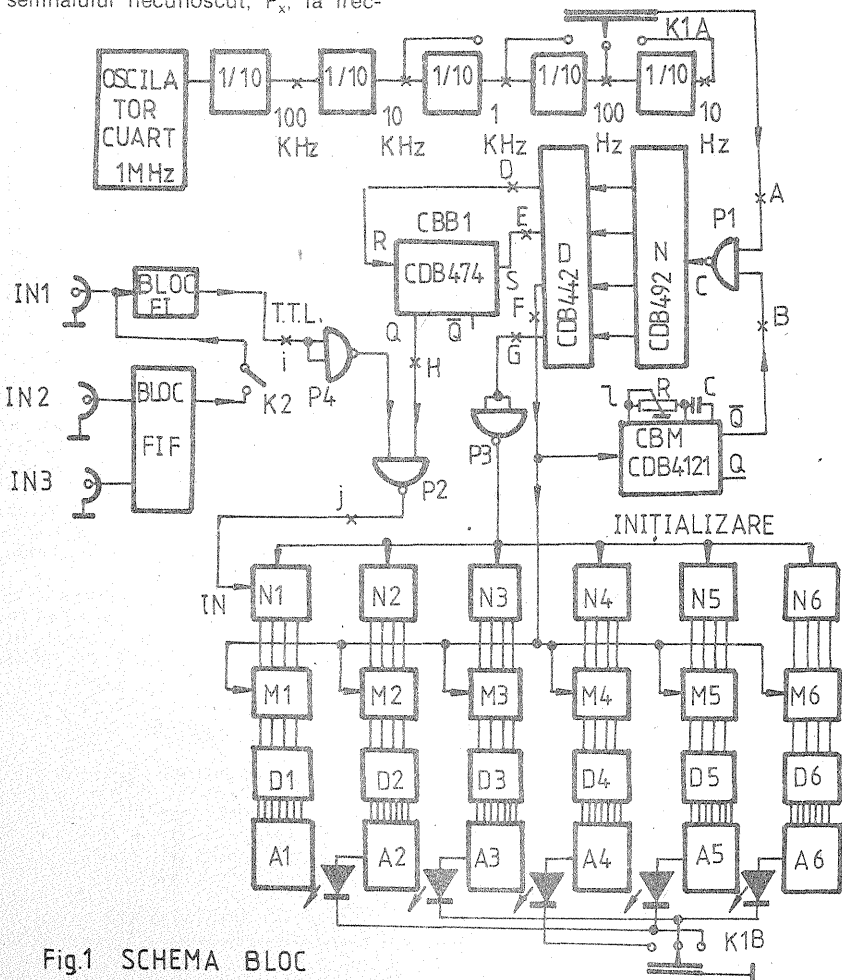 semnalului necunoscut, Fx, la frec-
K1A
OSCILA
TOR
CUART
1MHz
1/10
1/10
1/10
1/10
1/10
100
KHz
10
KHz
1
KHz
100
Hz
10
Hz
A
P1
B
C
N
CDB492
D
CDB442
D
E
F
G
CBB1
CDB474
R
S
Q
Q̅
H
IN1
BLOC
FI
T.T.L.
i
P4
K2
IN2
IN3
BLOC
FIF
P2
j
P3
R
C
CBM
CDB4121
Q̅
Q
INIȚIALIZARE
IN
N1
N2
N3
N4
N5
N6
M1
M2
M3
M4
M5
M6
D1
D2
D3
D4
D5
D6
A1
A2
A3
A4
A5
A6
K1B
Fig.1 SCHEMA BLOC